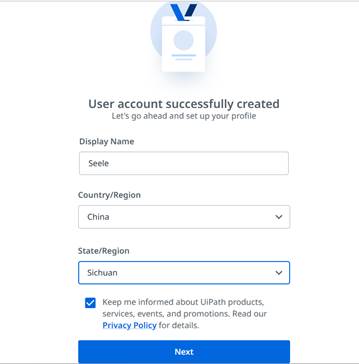 User account successfully created
Let's go ahead and set up your profile
Display Name
Seele
Country/Region
China
State/Region
Sichuan
Keep me informed about UiPath products,
services, events, and promotions. Read our
Privacy Policy for details.
Next